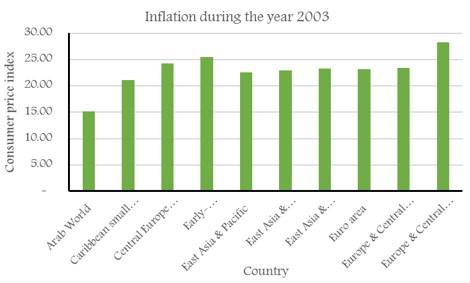 Inflation during the year 2003
Consumer price index
30.00
25.00
20.00
15.00
10.00
5.00
-
Arab World
Caribbean small...
Central Europe...
Early-...
East Asia & Pacific
East Asia &...
East Asia &...
Euro area
Europe & Central...
Europe & Central...
Country